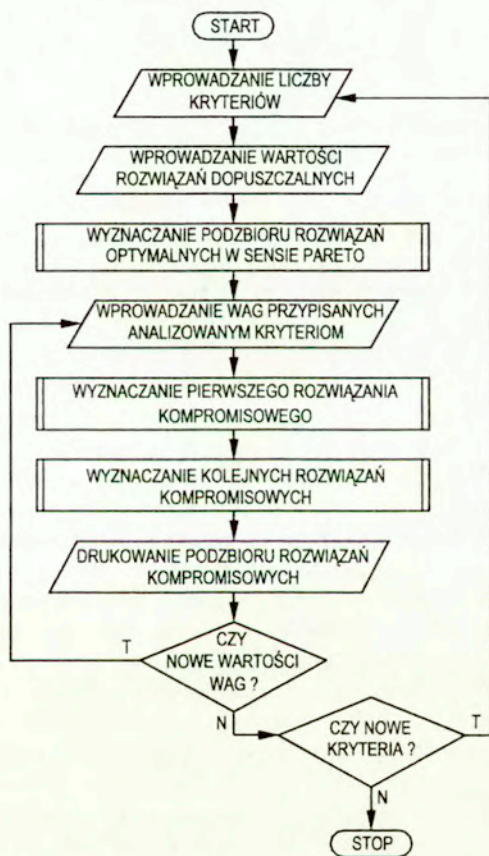 START
WPROWADZANIE LICZBY
KRYTERIÓW
WPROWADZANIE WARTOŚCI
ROZWIĄZAŃ DOPUSZCZALNYCH
WYZNACZANIE PODZBIORU ROZWIĄZAŃ
OPTYMALNYCH W SENSIE PARETO
WPROWADZANIE WAG PRZYPISANYCH
ANALIZOWANYM KRYTERIOM
WYZNACZANIE PIERWSZEGO ROZWIĄZANIA
KOMPROMISOWEGO
WYZNACZANIE KOLEJNYCH ROZWIĄZAŃ
KOMPROMISOWYCH
DRUKOWANIE PODZBIORU ROZWIĄZAŃ
KOMPROMISOWYCH
T
CZY
NOWE WARTOŚCI
WAG ?
N
CZY NOWE
KRYTERIA ?
T
N
STOP